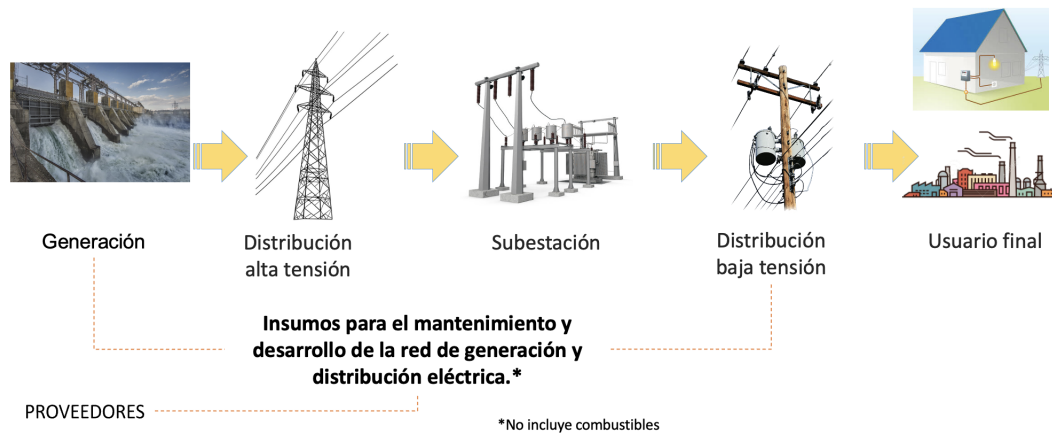 Generación
Distribución
alta tensión
Subestación
Distribución
baja tensión
Usuario final
Insumos para el mantenimiento y
desarrollo de la red de generación y
distribución eléctrica.*
PROVEEDORES
*No incluye combustibles